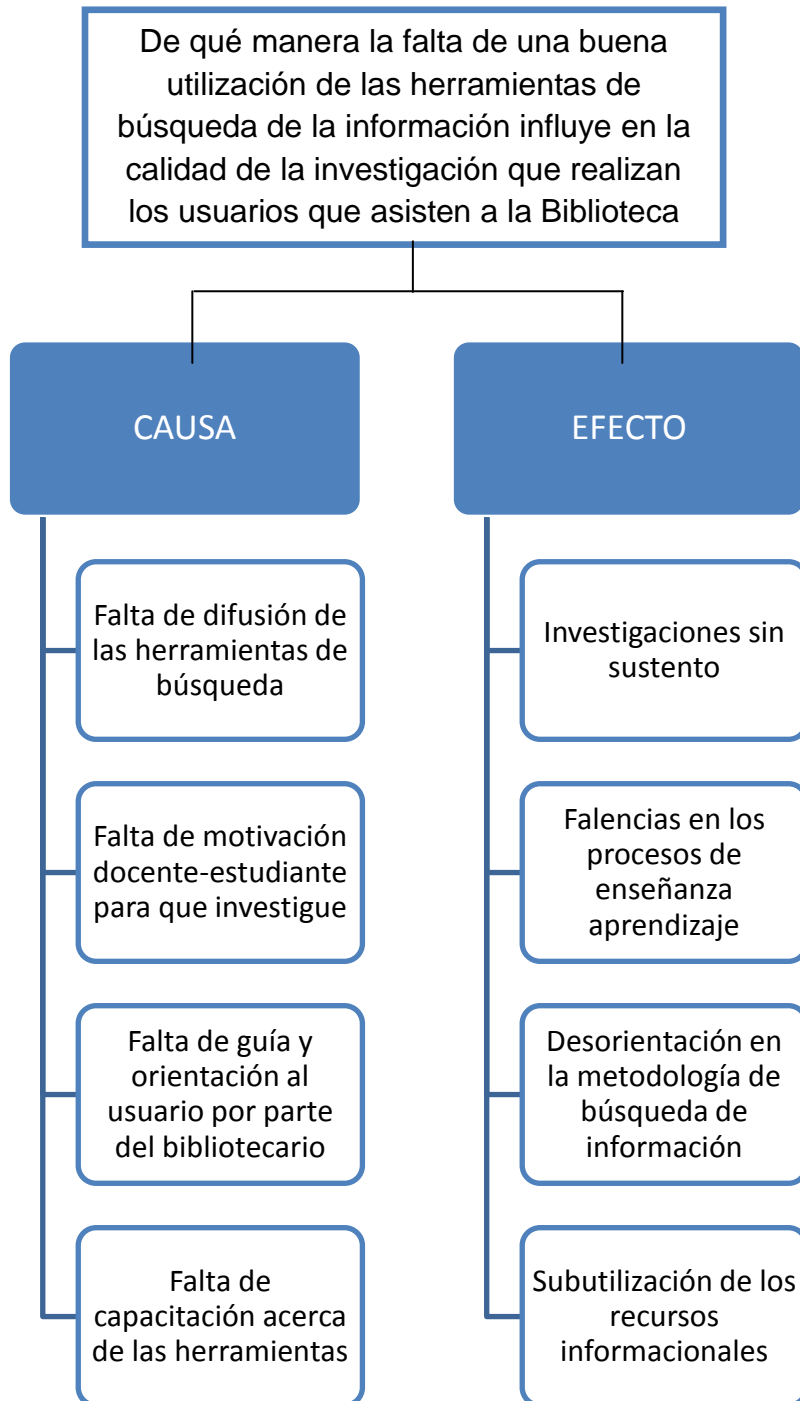 De qué manera la falta de una buena
utilización de las herramientas de
búsqueda de la información influye en la
calidad de la investigación que realizan
los usuarios que asisten a la Biblioteca
CAUSA
Falta de difusión de
las herramientas de
búsqueda
Falta de motivación
docente-estudiante
para que investigue
Falta de guía y
orientación al
usuario por parte
del bibliotecario
Falta de
capacitación acerca
de las herramientas
EFECTO
Investigaciones sin
sustento
Falencias en los
procesos de
enseñanza
aprendizaje
Desorientación en
la metodología de
búsqueda de
información
Subutilización de los
recursos
informacionales